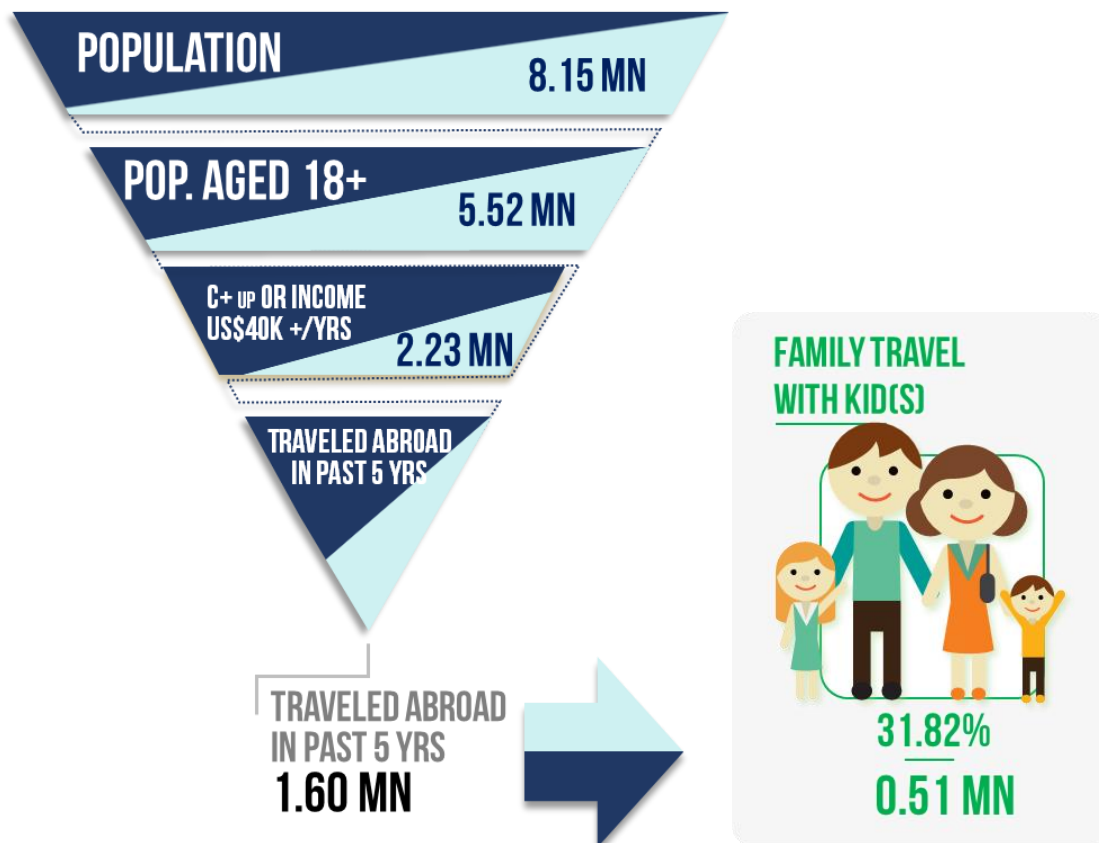 POPULATION
8.15 MN
POP. AGED 18+
5.52 MN
C+ UP OR INCOME
US$40K +/YRS
2.23 MN
TRAVELED ABROAD
IN PAST 5 YRS
TRAVELED ABROAD
IN PAST 5 YRS
1.60 MN
FAMILY TRAVEL
WITH KID(S)
31.82%
0.51 MN